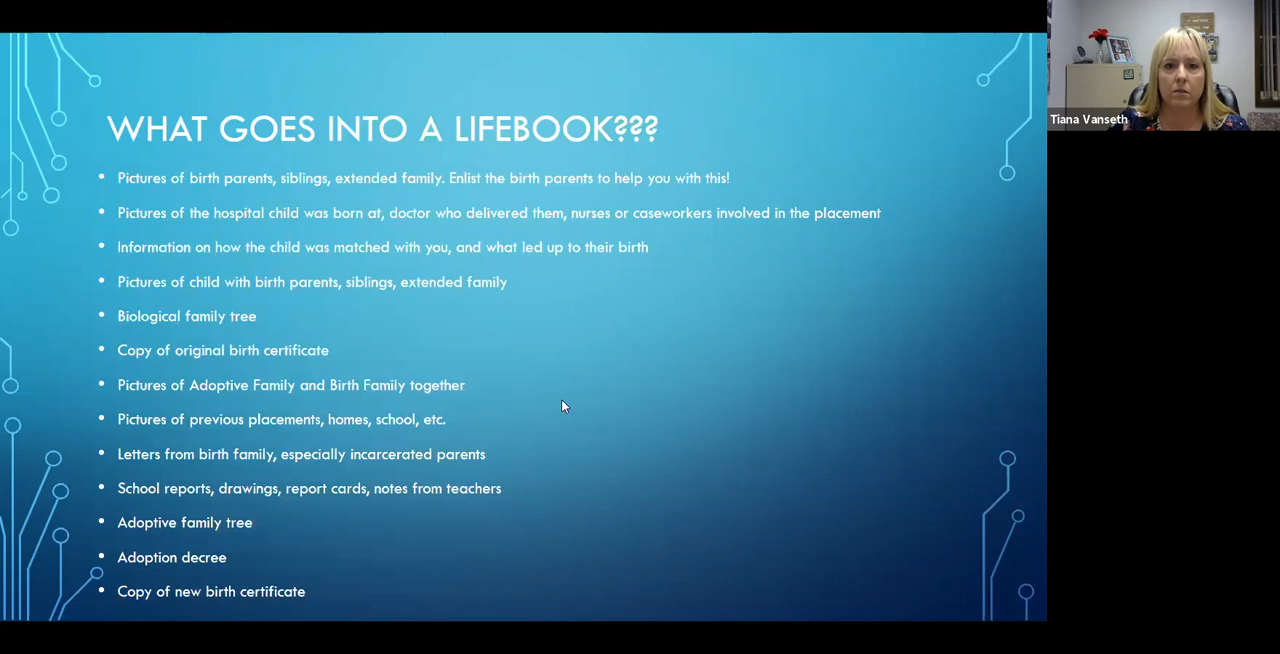 WHAT GOES INTO A LIFEBOOK???
• Pictures of birth parents, siblings, extended family. Enlist the birth parents to help you with this!
• Pictures of the hospital child was born at, doctor who delivered them, nurses or caseworkers involved in the placement
• Information on how the child was matched with you, and what led up to their birth
• Pictures of child with birth parents, siblings, extended family
• Biological family tree
• Copy of original birth certificate
• Pictures of Adoptive Family and Birth Family together
• Pictures of previous placements, homes, school, etc.
• Letters from birth family, especially incarcerated parents
• School reports, drawings, report cards, notes from teachers
• Adoptive family tree
• Adoption decree
• Copy of new birth certificate
Tiana Vanseth